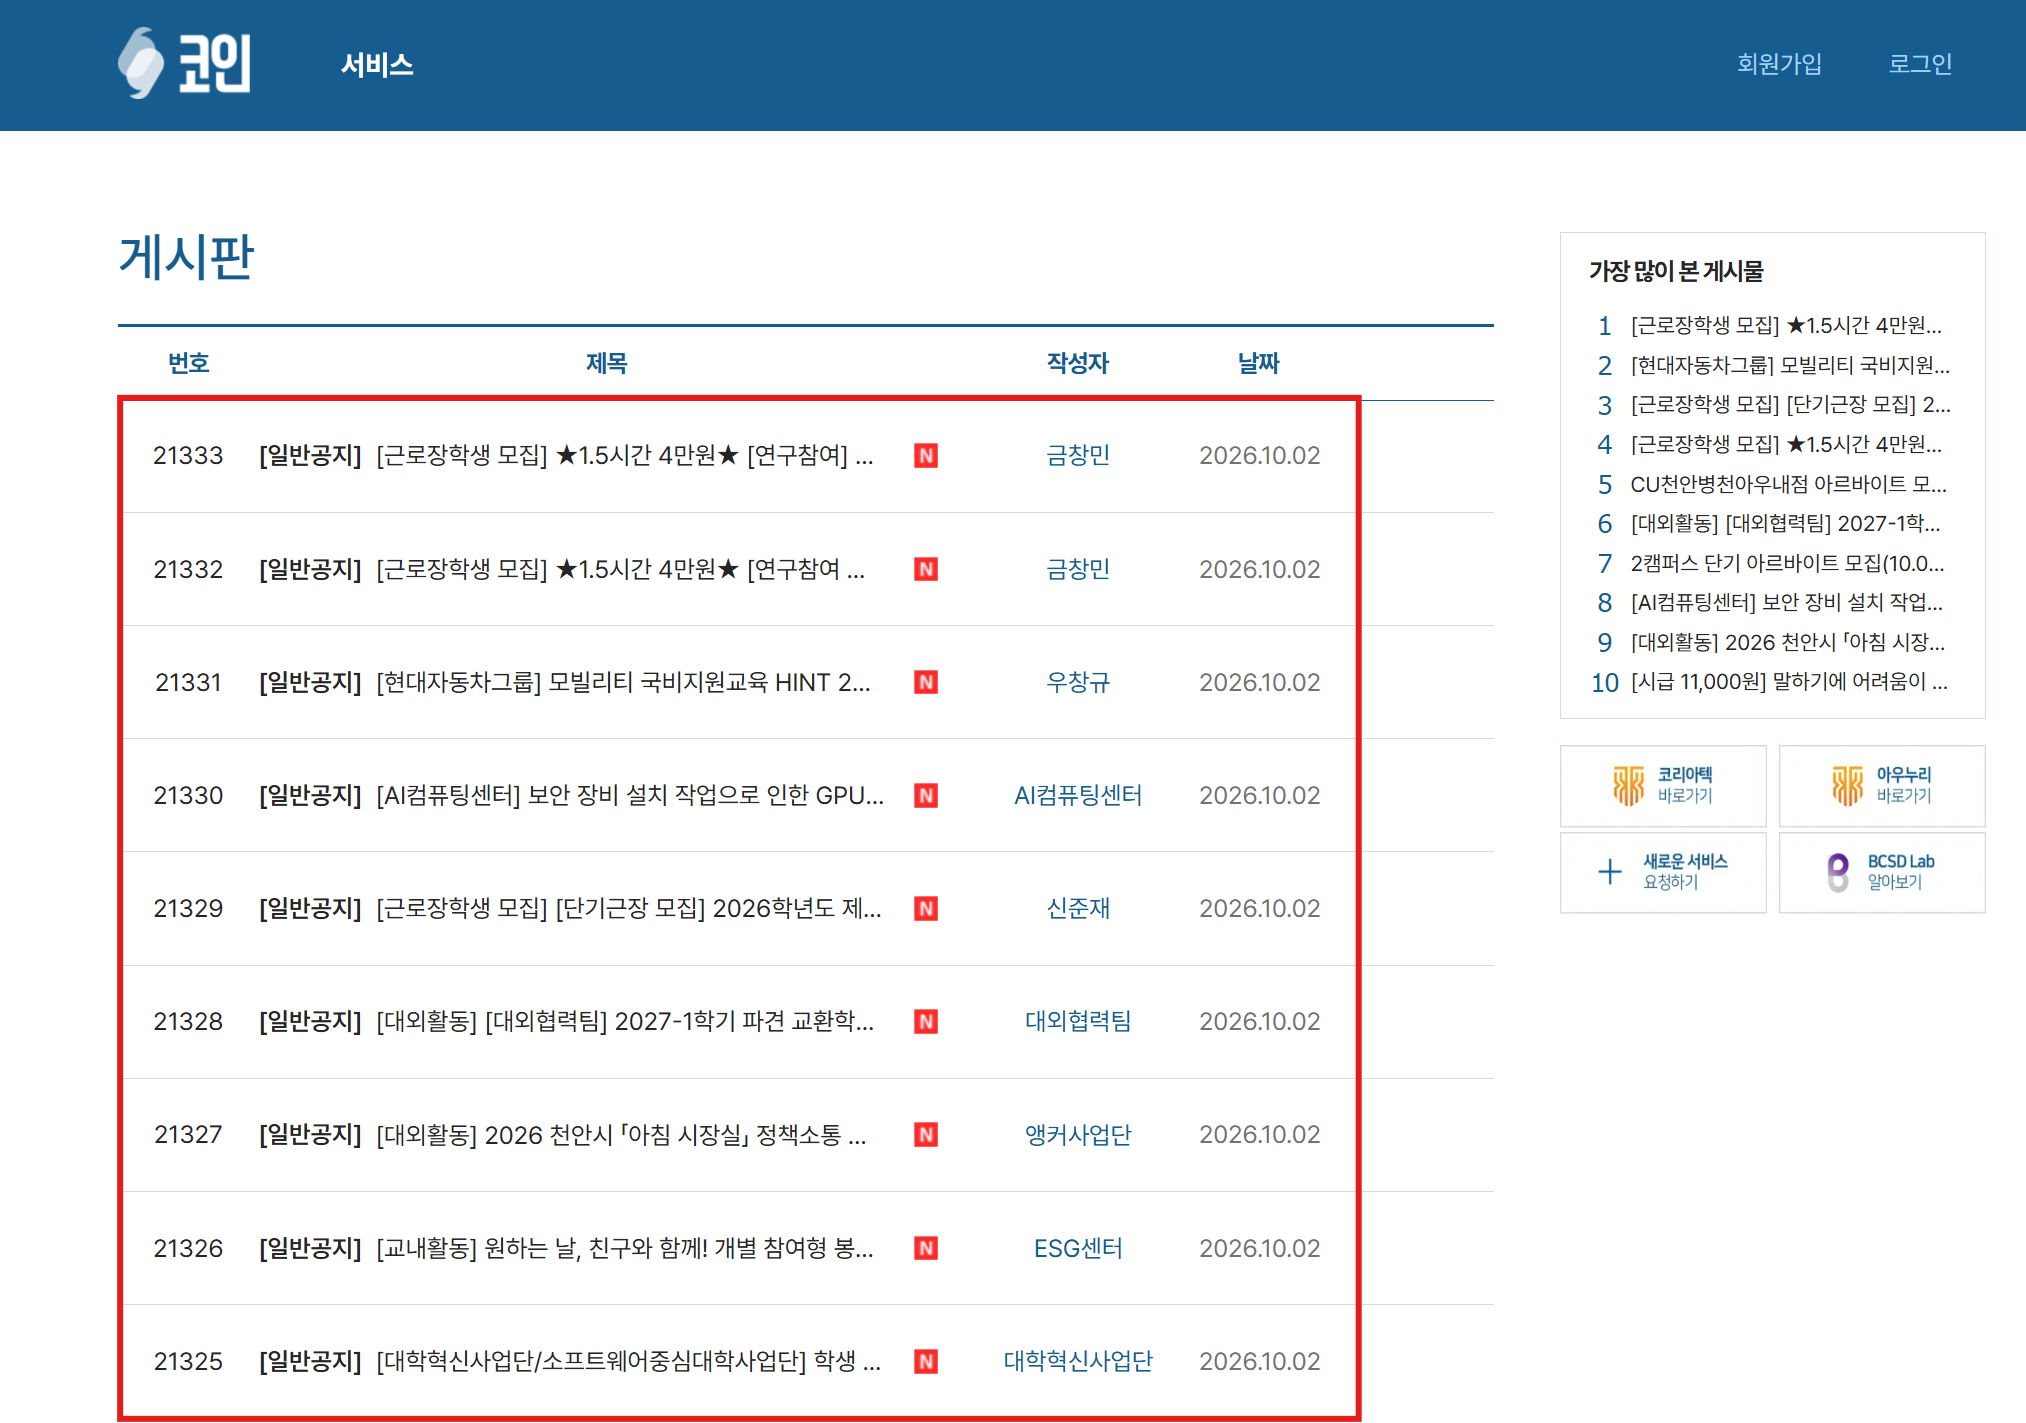 코인
서비스
회원가입 로그인
게시판
번호 제목 작성자 날짜
21333 [일반공지] [근로장학생 모집] ★1.5시간 4만원★ [연구참여] ... N 금창민 2026.10.02
21332 [일반공지] [근로장학생 모집] ★1.5시간 4만원★ [연구참여 ... N 금창민 2026.10.02
21331 [일반공지] [현대자동차그룹] 모빌리티 국비지원교육 HINT 2... N 우창규 2026.10.02
21330 [일반공지] [AI컴퓨팅센터] 보안 장비 설치 작업으로 인한 GPU... N AI컴퓨팅센터 2026.10.02
21329 [일반공지] [근로장학생 모집] [단기근장 모집] 2026학년도 제... N 신준재 2026.10.02
21328 [일반공지] [대외활동] [대외협력팀] 2027-1학기 파견 교환학... N 대외협력팀 2026.10.02
21327 [일반공지] [대외활동] 2026 천안시 ｢아침 시장실｣ 정책소통 ... N 앵커사업단 2026.10.02
21326 [일반공지] [교내활동] 원하는 날, 친구와 함께! 개별 참여형 봉... N ESG센터 2026.10.02
21325 [일반공지] [대학혁신사업단/소프트웨어중심대학사업단] 학생 ... N 대학혁신사업단 2026.10.02
가장 많이 본 게시물
1 [근로장학생 모집] ★1.5시간 4만원...
2 [현대자동차그룹] 모빌리티 국비지원...
3 [근로장학생 모집] [단기근장 모집] 2...
4 [근로장학생 모집] ★1.5시간 4만원...
5 CU천안병천아우내점 아르바이트 모...
6 [대외활동] [대외협력팀] 2027-1학...
7 2캠퍼스 단기 아르바이트 모집(10.0...
8 [AI컴퓨팅센터] 보안 장비 설치 작업...
9 [대외활동] 2026 천안시 ｢아침 시장...
10 [시급 11,000원] 말하기에 어려움이 ...
코리아텍
바로가기
아우누리
바로가기
새로운 서비스
요청하기
BCSD Lab
알아보기